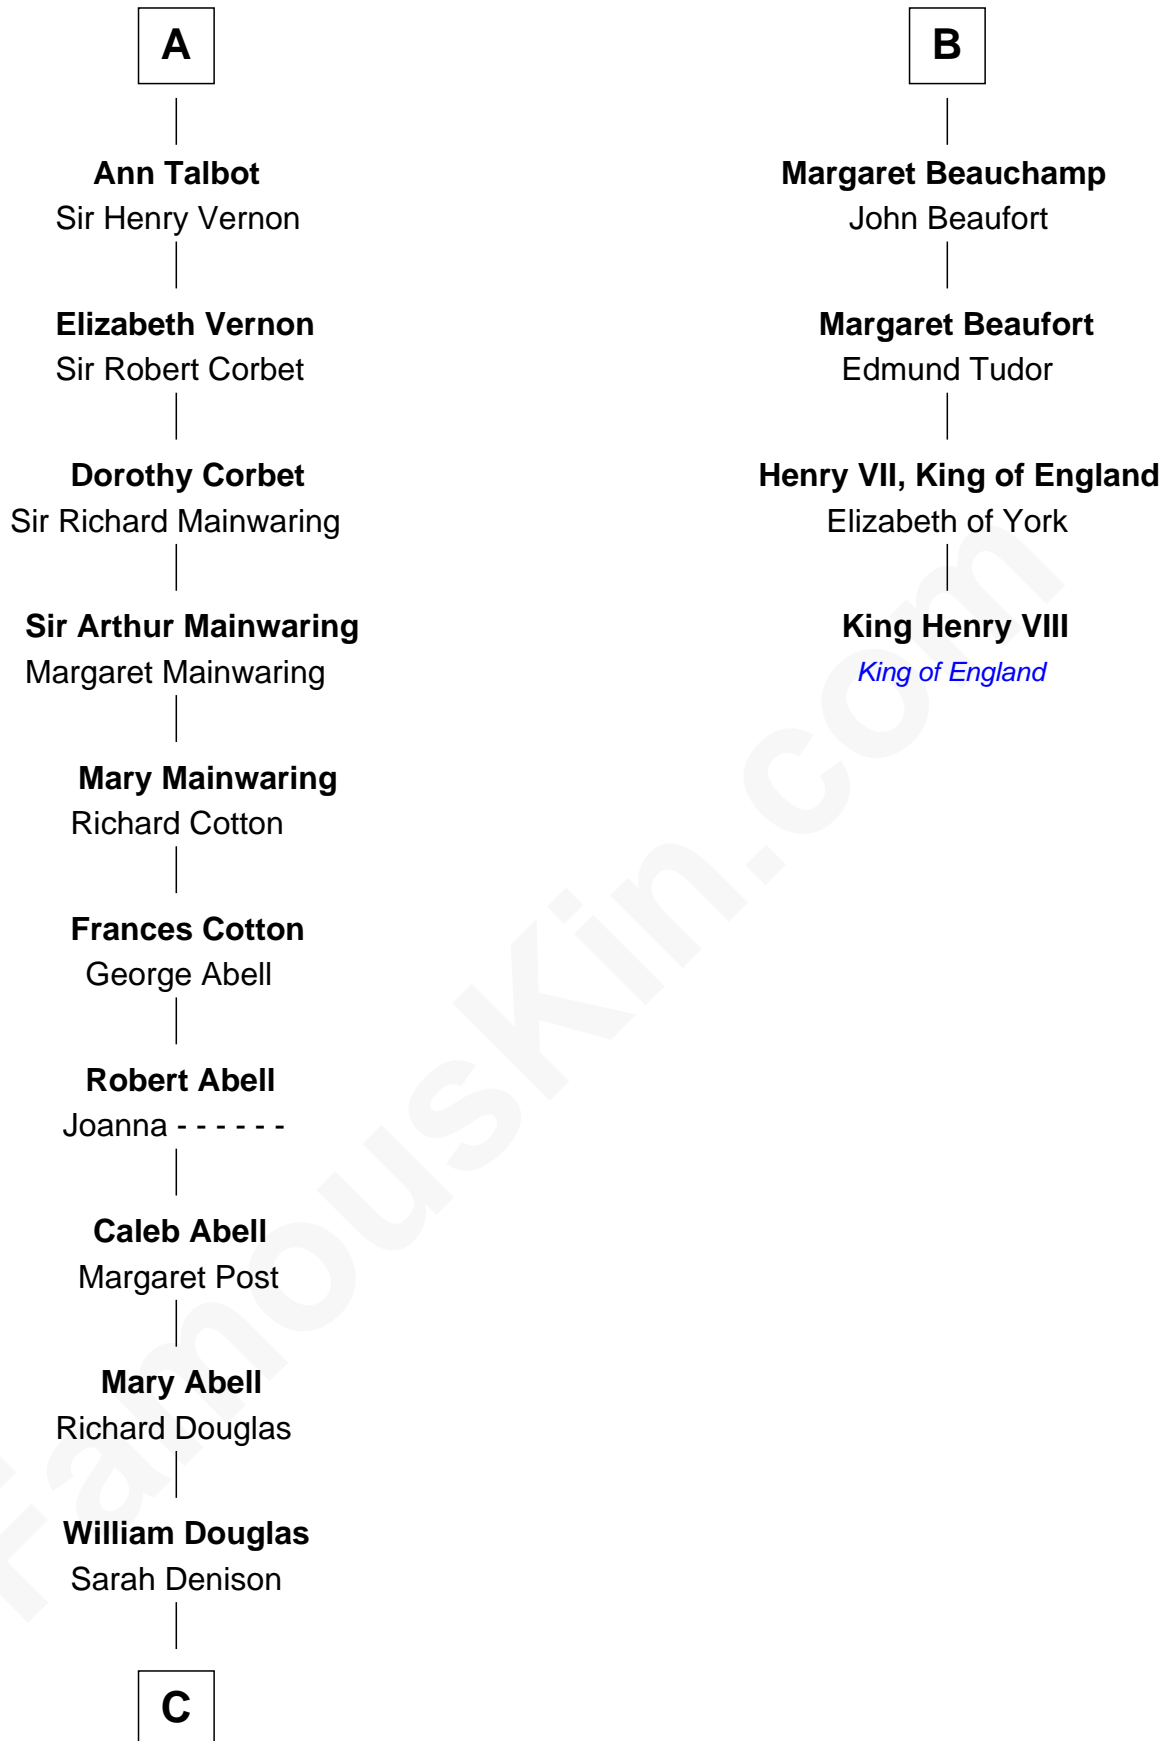 A
Ann Talbot
Sir Henry Vernon
Elizabeth Vernon
Sir Robert Corbet
Dorothy Corbet
Sir Richard Mainwaring
Sir Arthur Mainwaring
Margaret Mainwaring
Mary Mainwaring
Richard Cotton
Frances Cotton
George Abell
Robert Abell
Joanna - - - - - -
Caleb Abell
Margaret Post
Mary Abell
Richard Douglas
William Douglas
Sarah Denison
C
B
Margaret Beauchamp
John Beaufort
Margaret Beaufort
Edmund Tudor
Henry VII, King of England
Elizabeth of York
King Henry VIII
King of England
FamousKin.com